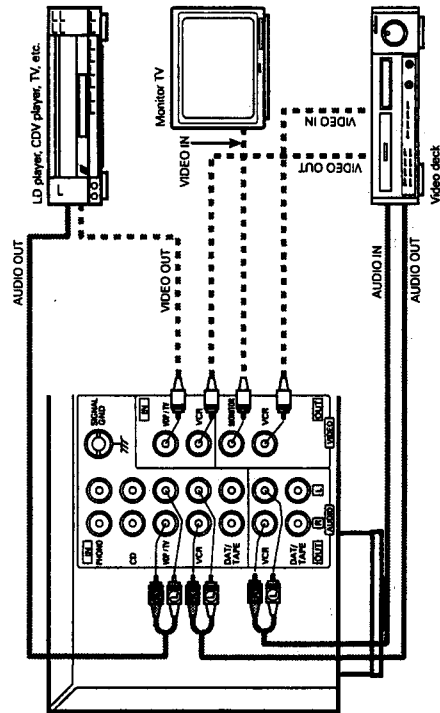 LD player, CDV player, TV, etc.
L
Monitor TV
Video deck
AUDIO OUT
VIDEO OUT
VIDEO IN
VIDEO OUT
VIDEO IN
AUDIO IN
AUDIO OUT
SIGNAL
GND
IN
PHONO
CD
VDP/TV
VCR
DAT/
TAPE
VCR
DAT/
TAPE
OUT
R
L
AUDIO
IN
VDP/TV
VCR
MONITOR
VCR
OUT
VIDEO